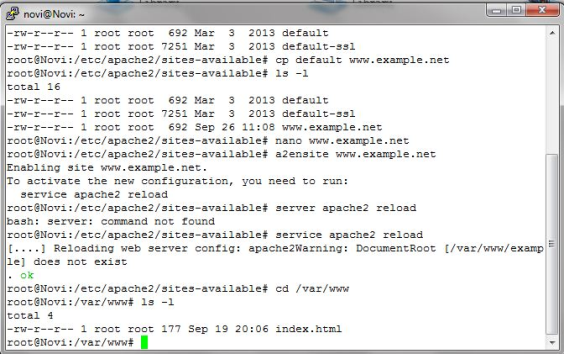 novi@Novi: ~
-rw-r--r-- 1 root root  692 Mar  3  2013 default
-rw-r--r-- 1 root root 7251 Mar  3  2013 default-ssl
root@Novi:/etc/apache2/sites-available# cp default www.example.net
root@Novi:/etc/apache2/sites-available# ls -l
total 16
-rw-r--r-- 1 root root  692 Mar  3  2013 default
-rw-r--r-- 1 root root 7251 Mar  3  2013 default-ssl
-rw-r--r-- 1 root root  692 Sep 26 11:08 www.example.net
root@Novi:/etc/apache2/sites-available# nano www.example.net
root@Novi:/etc/apache2/sites-available# a2ensite www.example.net
Enabling site www.example.net.
To activate the new configuration, you need to run:
  service apache2 reload
root@Novi:/etc/apache2/sites-available# server apache2 reload
bash: server: command not found
root@Novi:/etc/apache2/sites-available# service apache2 reload
[....] Reloading web server config: apache2Warning: DocumentRoot [/var/www/examp
le] does not exist
. ok
root@Novi:/etc/apache2/sites-available# cd /var/www
root@Novi:/var/www# ls -l
total 4
-rw-r--r-- 1 root root 177 Sep 19 20:06 index.html
root@Novi:/var/www#